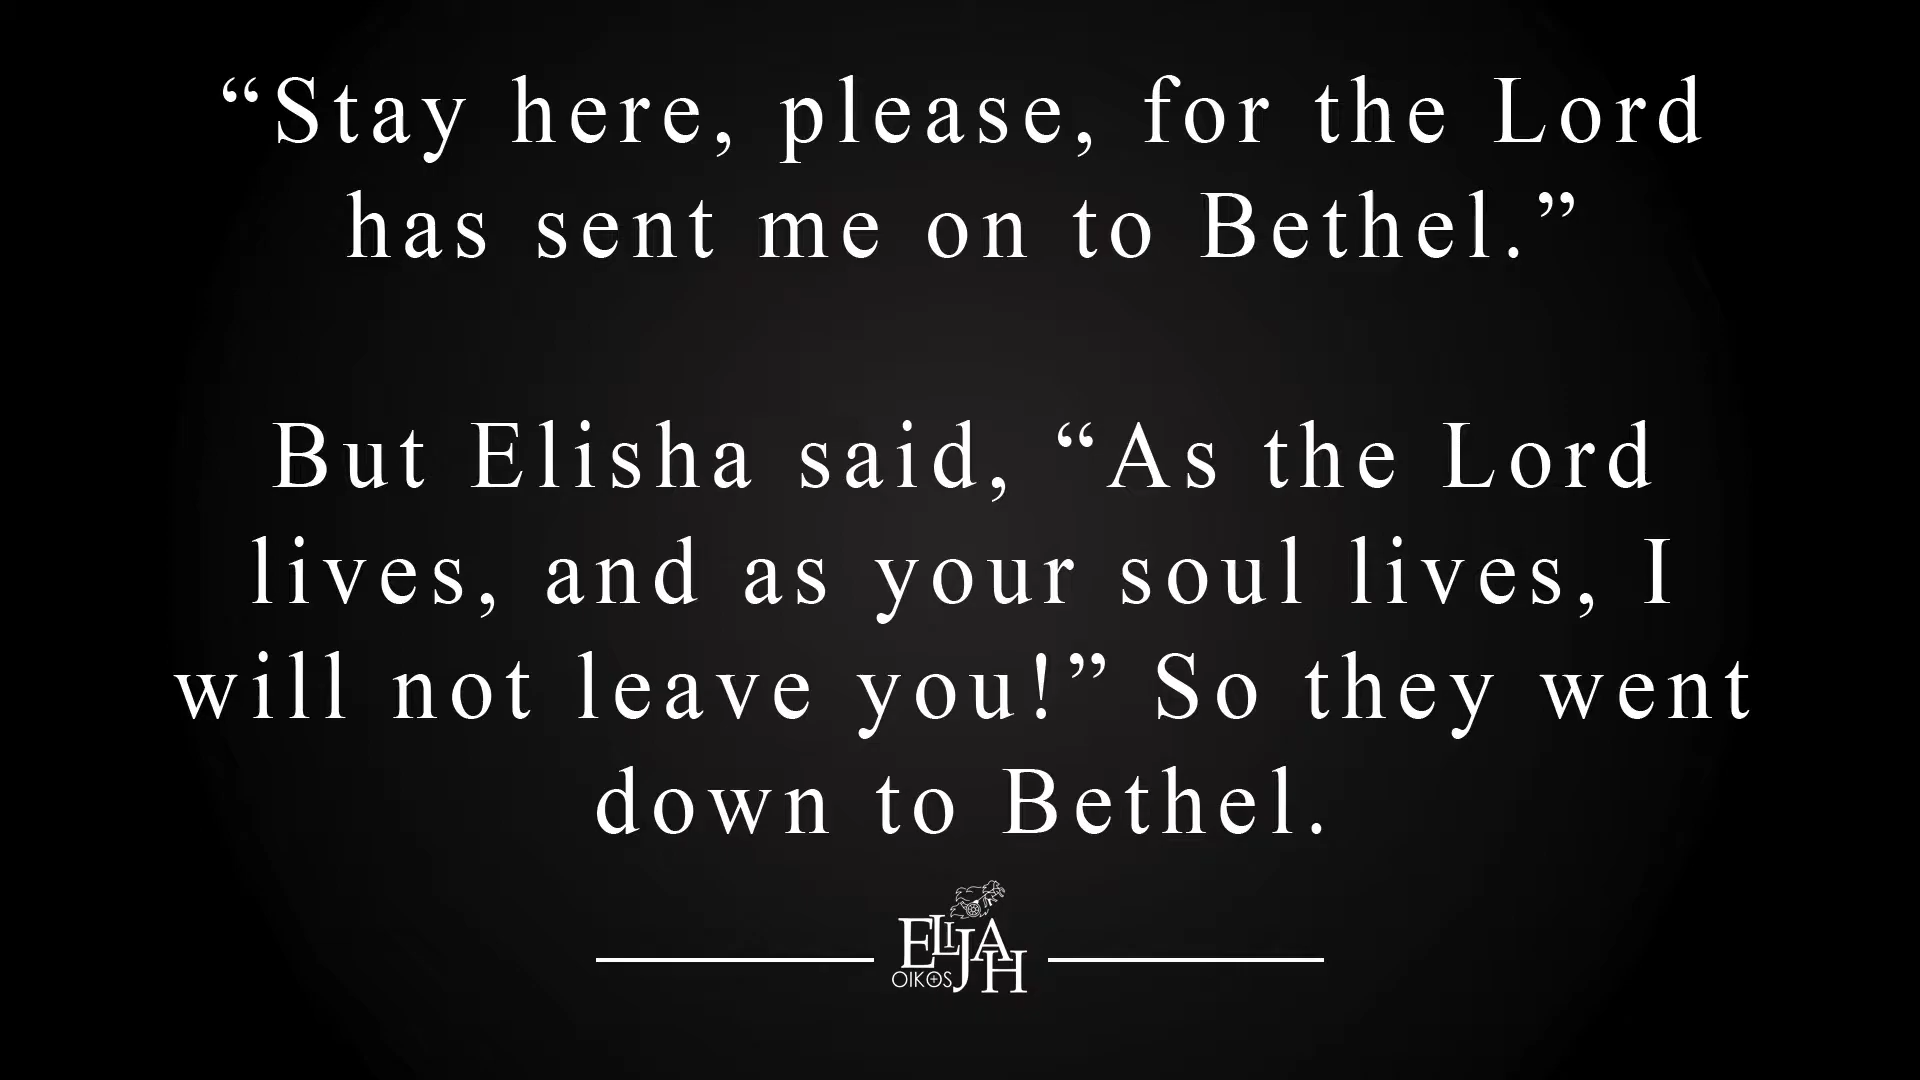 “Stay here, please, for the Lord
has sent me on to Bethel.”
But Elisha said, “As the Lord
lives, and as your soul lives, I
will not leave you!” So they went
down to Bethel.
ELIJAH
OIKOS